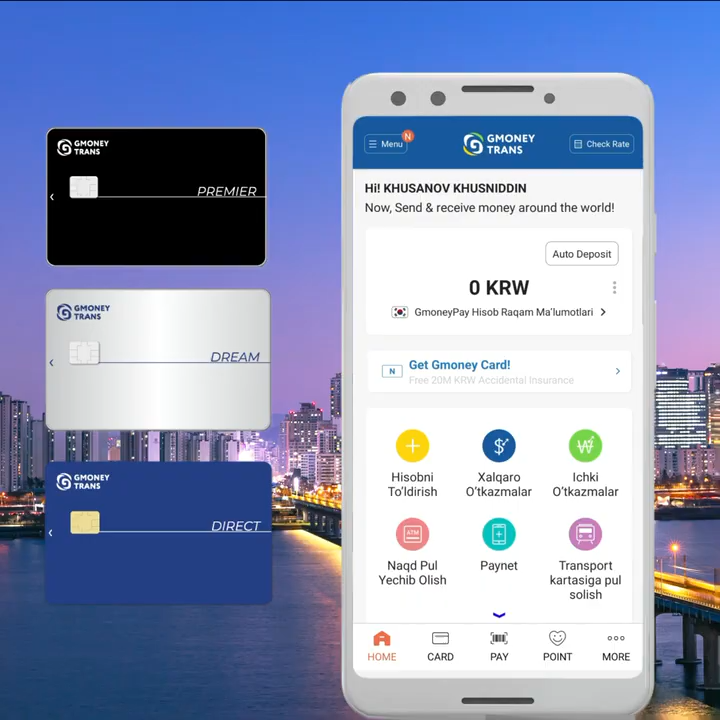 GMONEY
TRANS
PREMIER
GMONEY
TRANS
DREAM
GMONEY
TRANS
DIRECT
Menu
N
GMONEY
TRANS
Check Rate
Hi! KHUSANOV KHUSNIDDIN
Now, Send & receive money around the world!
Auto Deposit
0 KRW
GmoneyPay Hisob Raqam Ma'lumotlari
N
Get Gmoney Card!
Free 20M KRW Accidental Insurance
Hisobni
To'ldirish
Xalqaro
O'tkazmalar
Ichki
O'tkazmalar
ATM
Naqd Pul
Yechib Olish
Paynet
Transport
kartasiga pul
solish
HOME
CARD
PAY
POINT
MORE